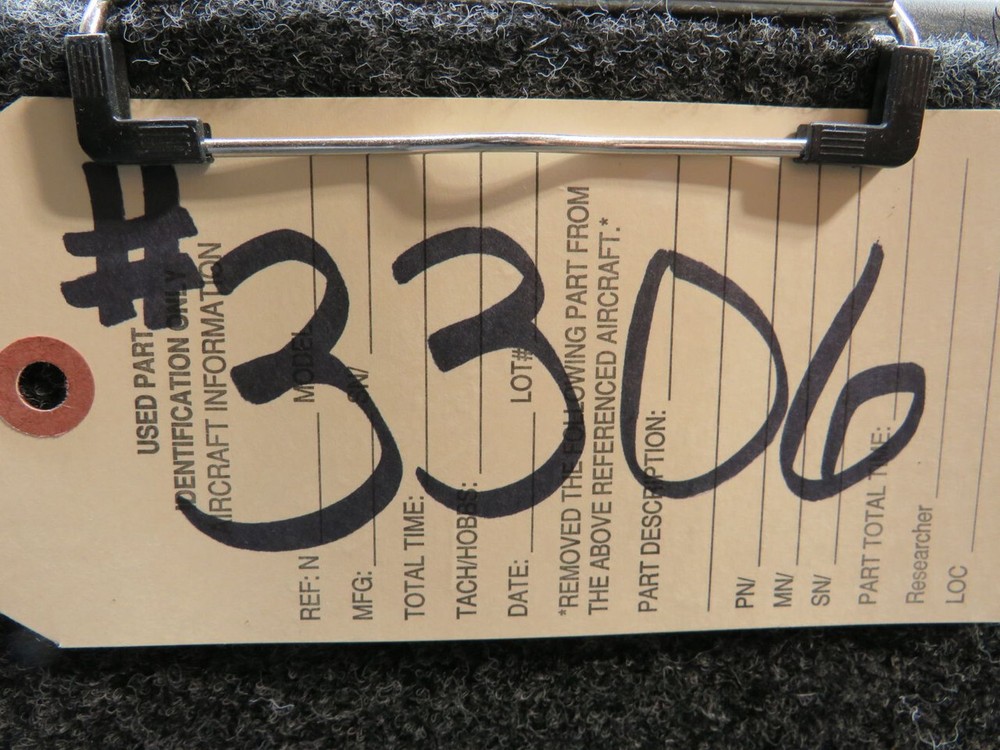 #3306
USED PART
IDENTIFICATION ONLY
AIRCRAFT INFORMATION
REF: N MODEL
MFG: SN/
TOTAL TIME:
TACH/HOBBS:
DATE: LOT#
*REMOVED THE FOLLOWING PART FROM
THE ABOVE REFERENCED AIRCRAFT.*
PART DESCRIPTION:
PN/
MN/
SN/
PART TOTAL TIME:
Researcher
LOC